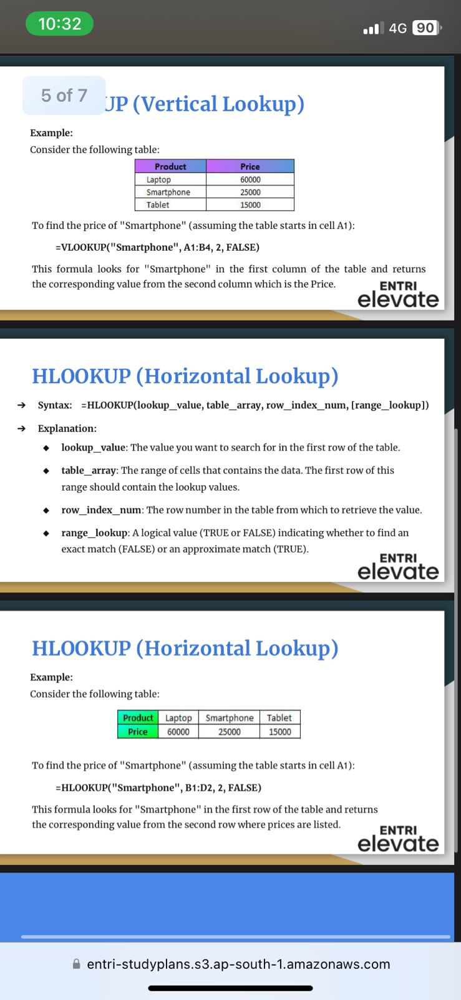 10:32
4G 90
5 of 7
UP (Vertical Lookup)
Example:
Consider the following table:
Product Price
Laptop 60000
Smartphone 25000
Tablet 15000
To find the price of "Smartphone" (assuming the table starts in cell A1):
=VLOOKUP("Smartphone", A1:B4, 2, FALSE)
This formula looks for "Smartphone" in the first column of the table and returns
the corresponding value from the second column which is the Price.
ENTRI
elevate
HLOOKUP (Horizontal Lookup)
➔ Syntax: =HLOOKUP(lookup_value, table_array, row_index_num, [range_lookup])
➔ Explanation:
◆ lookup_value: The value you want to search for in the first row of the table.
◆ table_array: The range of cells that contains the data. The first row of this
range should contain the lookup values.
◆ row_index_num: The row number in the table from which to retrieve the value.
◆ range_lookup: A logical value (TRUE or FALSE) indicating whether to find an
exact match (FALSE) or an approximate match (TRUE).
ENTRI
elevate
HLOOKUP (Horizontal Lookup)
Example:
Consider the following table:
Product Laptop Smartphone Tablet
Price 60000 25000 15000
To find the price of "Smartphone" (assuming the table starts in cell A1):
=HLOOKUP("Smartphone", B1:D2, 2, FALSE)
This formula looks for "Smartphone" in the first row of the table and returns
the corresponding value from the second row where prices are listed.
ENTRI
elevate
entri-studyplans.s3.ap-south-1.amazonaws.com